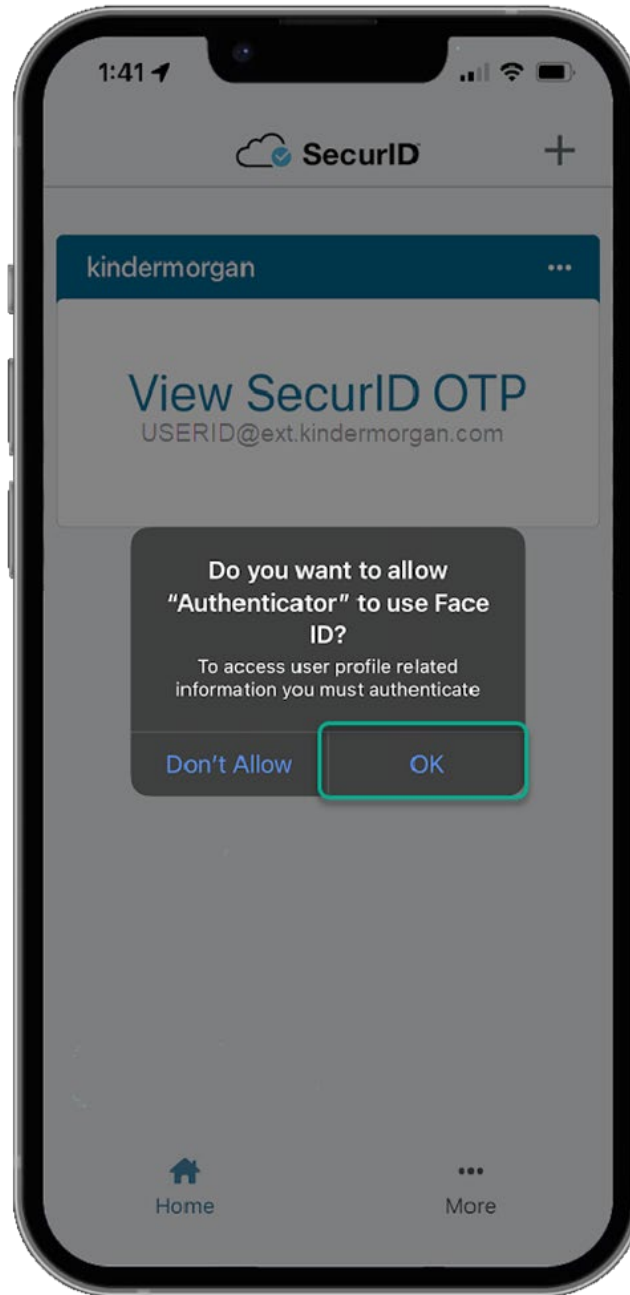 1:41
SecurID
+
kindermorgan
...
View SecurID OTP
USERID@ext.kindermorgan.com
Do you want to allow
“Authenticator” to use Face
ID?
To access user profile related
information you must authenticate
Don’t Allow
OK
Home
More